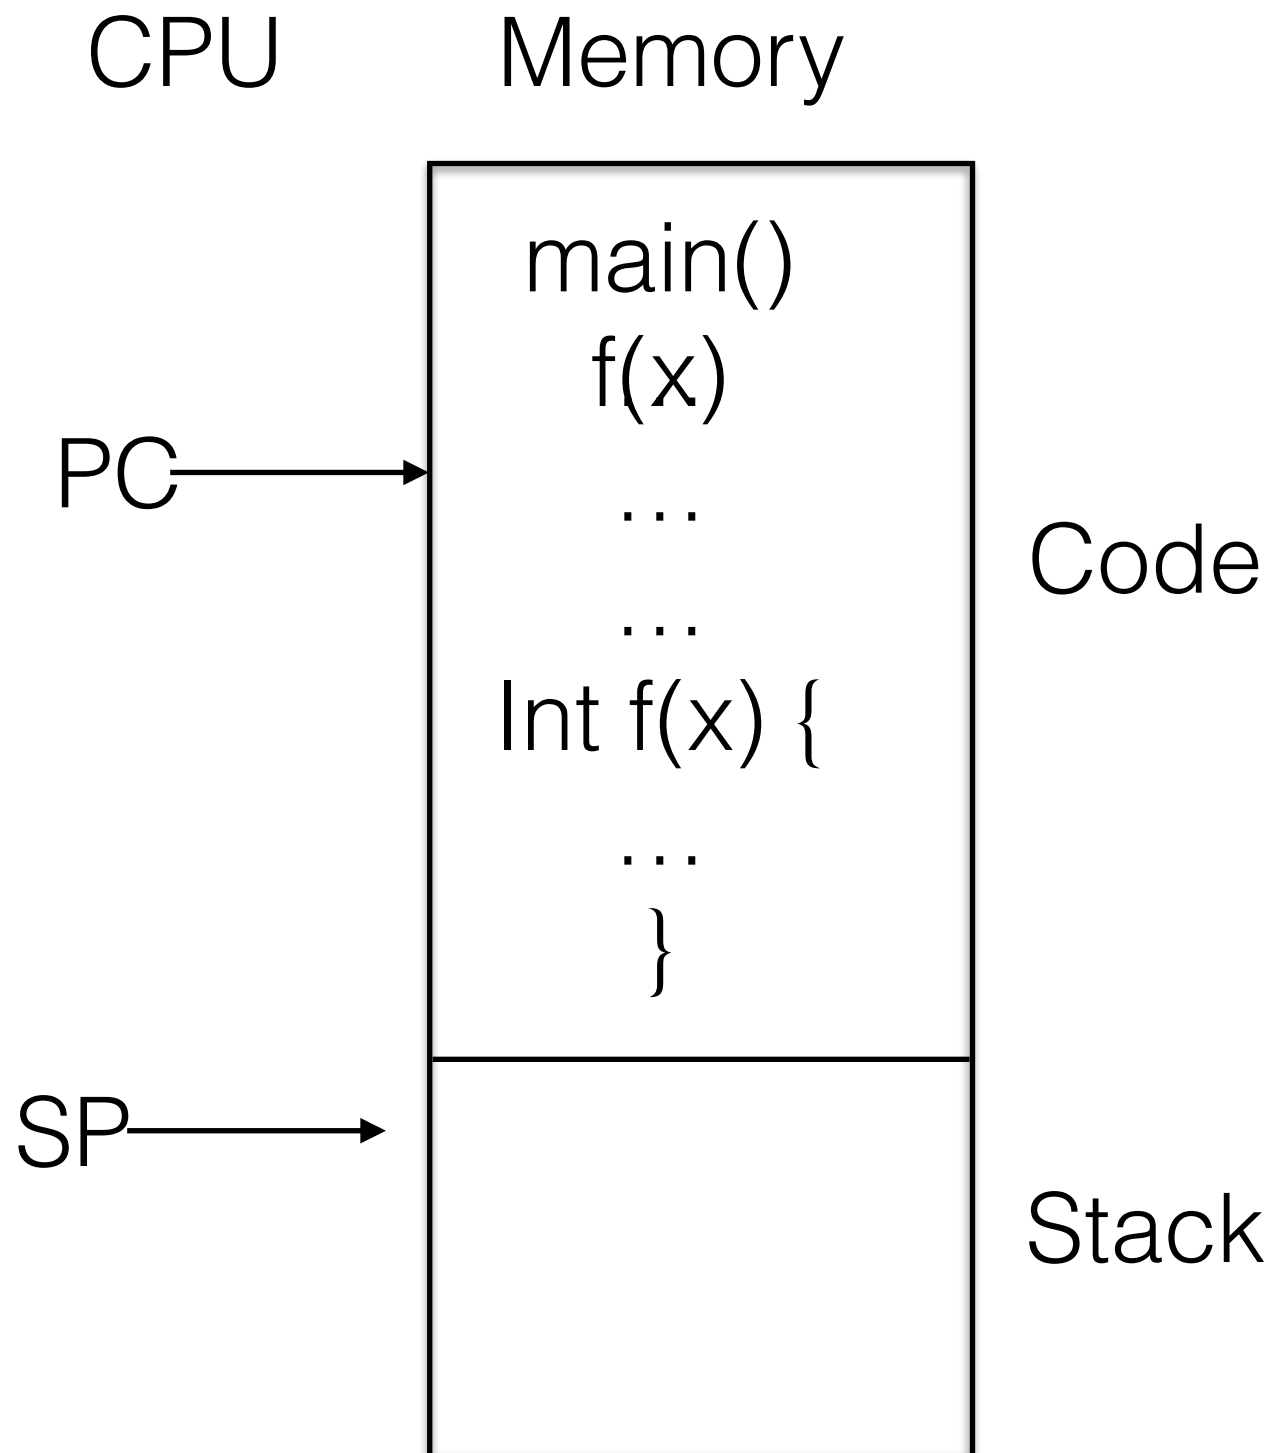 CPU Memory
main()
f(x)
PC
…
Code
…
Int f(x) {
…
}
SP
Stack